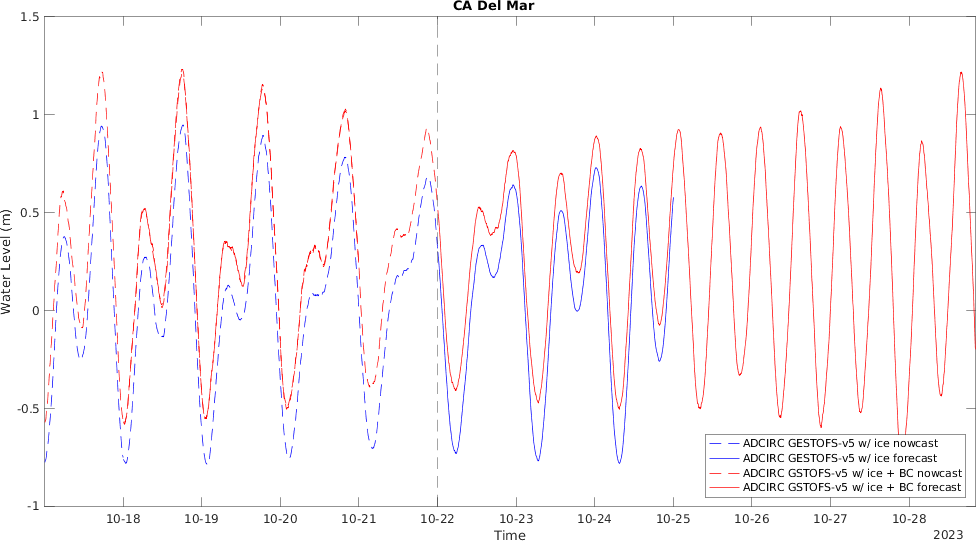 CA Del Mar
1.5
1
0.5
0
-0.5
-1
Water Level (m)
10-18 10-19 10-20 10-21 10-22 10-23 10-24 10-25 10-26 10-27 10-28
Time
2023
ADCIRC GESTOFS-v5 w/ ice nowcast
ADCIRC GESTOFS-v5 w/ ice forecast
ADCIRC GSTOFS-v5 w/ ice + BC nowcast
ADCIRC GSTOFS-v5 w/ ice + BC forecast